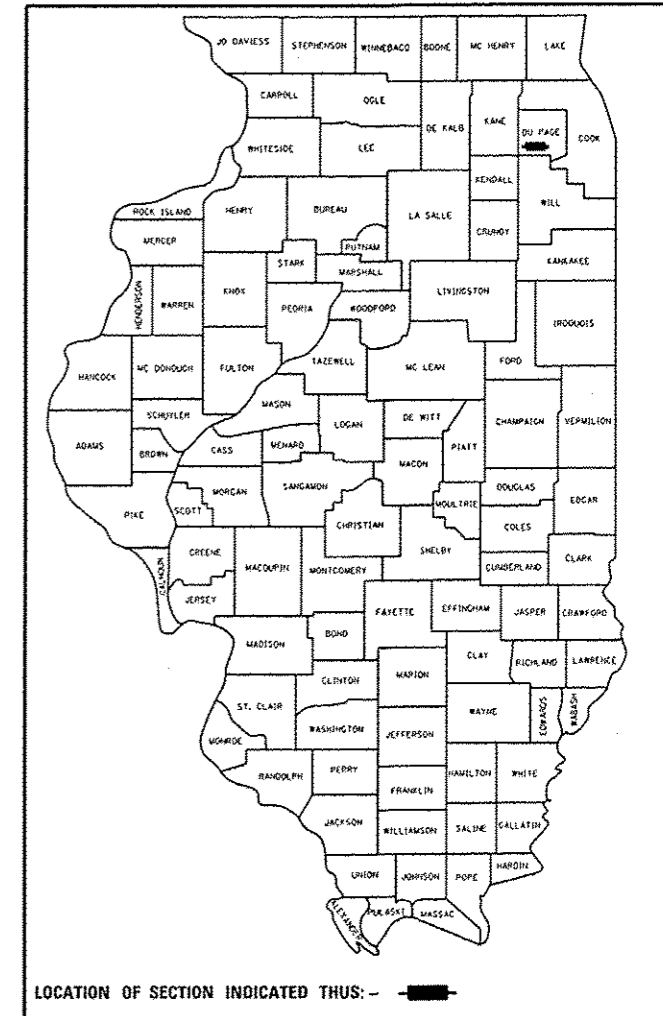 JO DAVIESS STEPHENSON WINNEBAGO BOONE MC HENRY LAKE
CARROLL OGLE DE KALB KANE DU PAGE COOK
WHITESIDE LEE KENDALL WILL
ROCK ISLAND HENRY BUREAU LA SALLE GRUNDY
MERCER PUTNAM KANKAKEE
STARK MARSHALL
HENDERSON WARREN KNOX PEORIA WOODFORD LIVINGSTON IROQUOIS
HANCOCK MC DONOUGH FULTON TAZEWELL MC LEAN FORD
SCHUYLER MASON LOGAN DE WITT CHAMPAIGN VERMILION
ADAMS BROWN CASS MENARD MACON PIATT
PIKE SCOTT MORGAN SANGAMON CHRISTIAN MOULTRIE DOUGLAS EDGAR
COLES
CALHOUN GREENE MACOUPIN MONTGOMERY SHELBY CUMBERLAND CLARK
JERSEY FAYETTE EFFINGHAM JASPER CRAWFORD
MADISON BOND
CLINTON MARION CLAY RICHLAND LAWRENCE
ST. CLAIR WAYNE EDWARDS WABASH
MONROE WASHINGTON JEFFERSON
RANDOLPH PERRY HAMILTON WHITE
FRANKLIN
JACKSON WILLIAMSON SALINE GALLATIN
UNION JOHNSON POPE HARDIN
ALEXANDER PULASKI MASSAC
LOCATION OF SECTION INDICATED THUS: -